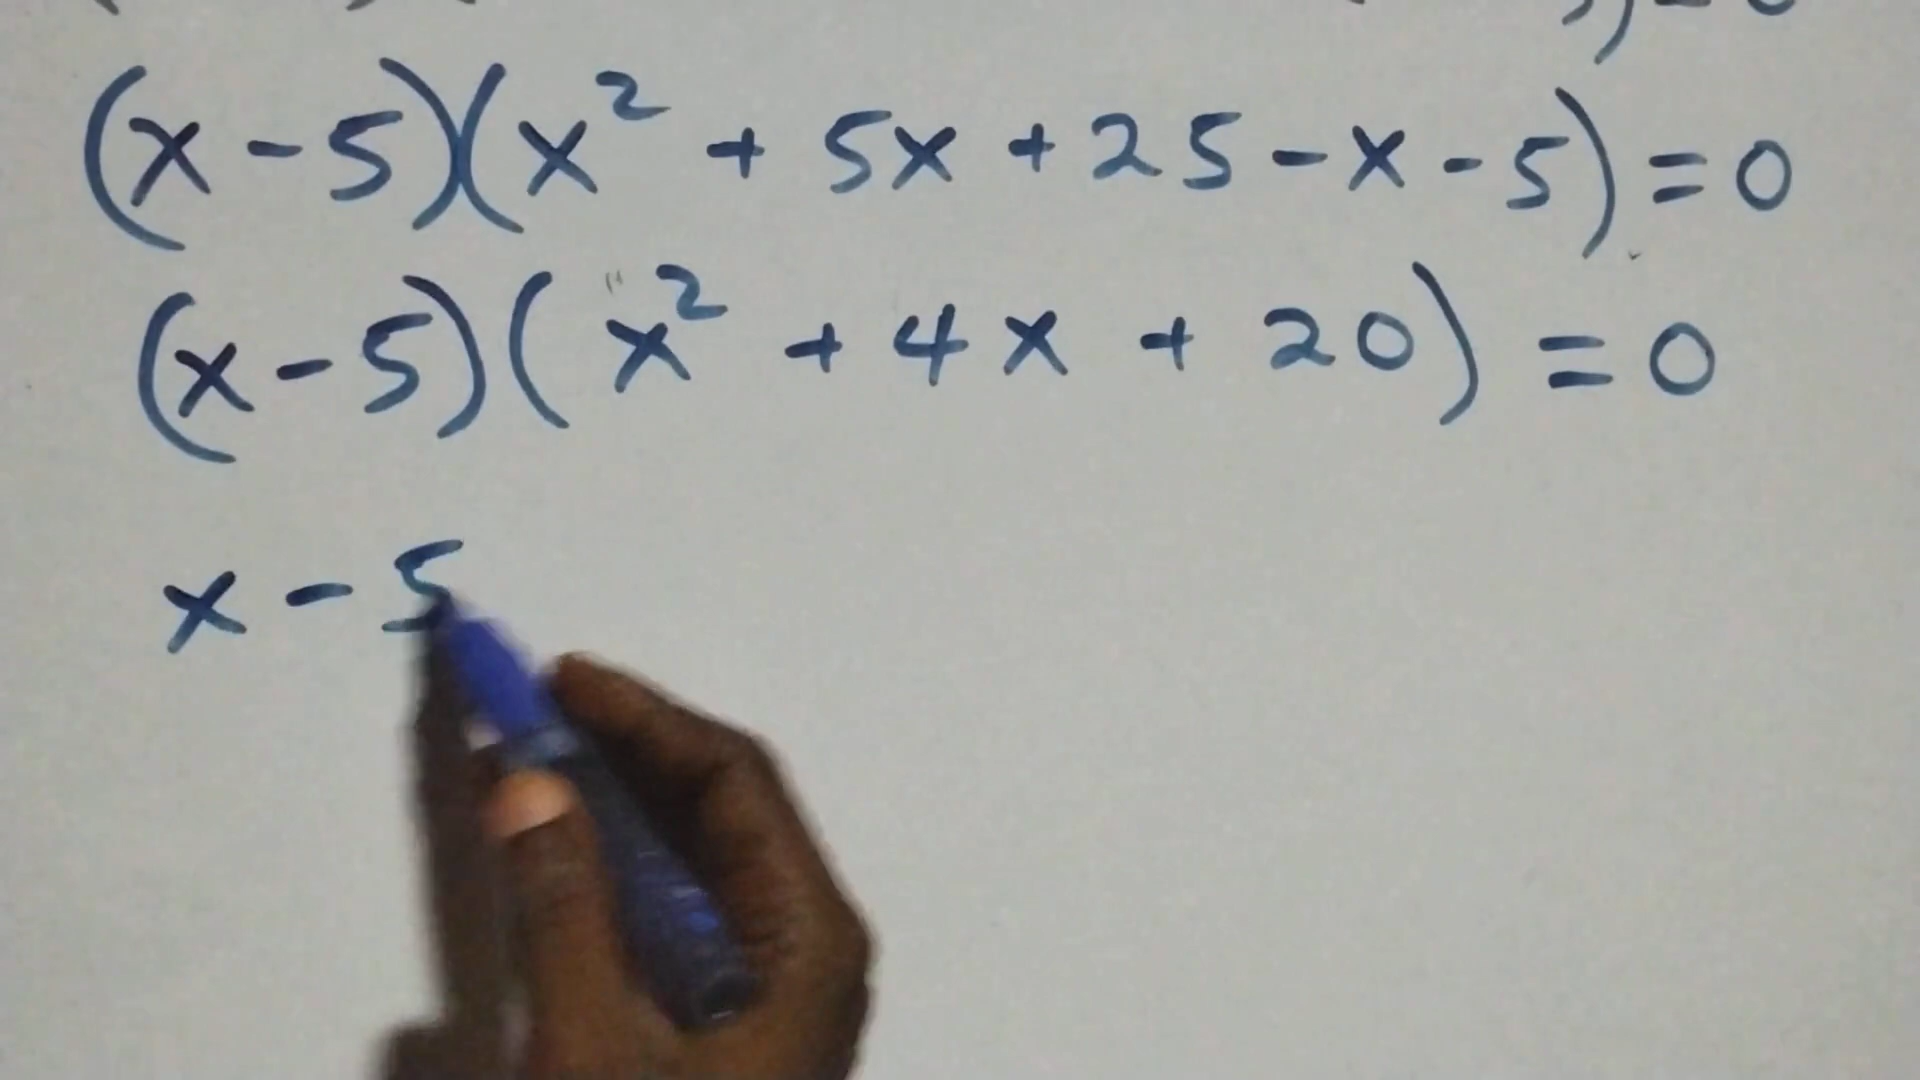 (x - 5)(x² + 5x + 25 - x - 5) = 0
(x - 5)(x² + 4x + 20) = 0
x - 5